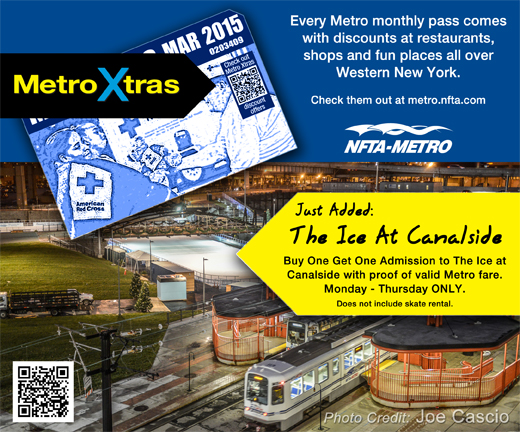 MAR 2015
0203409
Check out
Metro Xtras
discount
offers
American
Red Cross
MetroXtras
Every Metro monthly pass comes
with discounts at restaurants,
shops and fun places all over
Western New York.
Check them out at metro.nfta.com
NFTA-METRO
Just Added:
The Ice At Canalside
Buy One Get One Admission to The Ice at
Canalside with proof of valid Metro fare.
Monday - Thursday ONLY.
Does not include skate rental.
Photo Credit: Joe Cascio